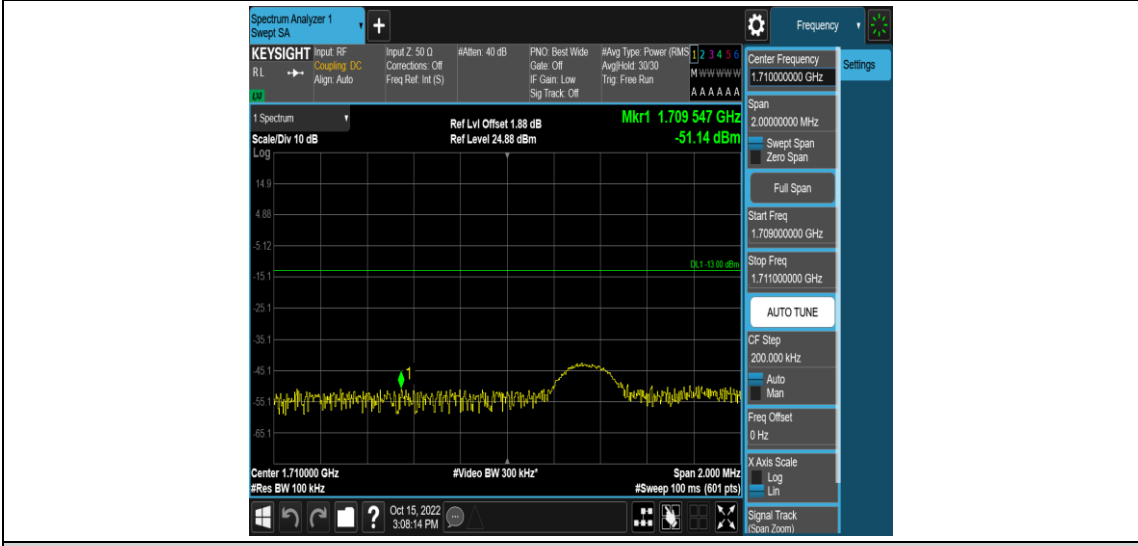 Spectrum Analyzer 1
Swept SA
+
Frequency
KEYSIGHT
RL
Input: RF
Coupling: DC
Align: Auto
Input Z: 50 Ω
Corrections: Off
Freq Ref: Int (S)
#Atten: 40 dB
PNO: Best Wide
Gate: Off
IF Gain: Low
Sig Track: Off
#Avg Type: Power (RMS
Avg|Hold: 30/30
Trig: Free Run
1 2 3 4 5 6
M W W W W W
A A A A A A
1 Spectrum
Scale/Div 10 dB
Log
Ref Lvl Offset 1.88 dB
Ref Level 24.88 dBm
Mkr1 1.709 547 GHz
-51.14 dBm
14.9
4.88
-5.12
-15.1
-25.1
-35.1
-45.1
-55.1
-65.1
DL1 -13.00 dBm
1
Center 1.710000 GHz
#Res BW 100 kHz
#Video BW 300 kHz*
Span 2.000 MHz
#Sweep 100 ms (601 pts)
?
Oct 15, 2022
3:08:14 PM
Center Frequency
1.710000000 GHz
Settings
Span
2.00000000 MHz
Swept Span
Zero Span
Full Span
Start Freq
1.709000000 GHz
Stop Freq
1.711000000 GHz
AUTO TUNE
CF Step
200.000 kHz
Auto
Man
Freq Offset
0 Hz
X Axis Scale
Log
Lin
Signal Track
(Span Zoom)